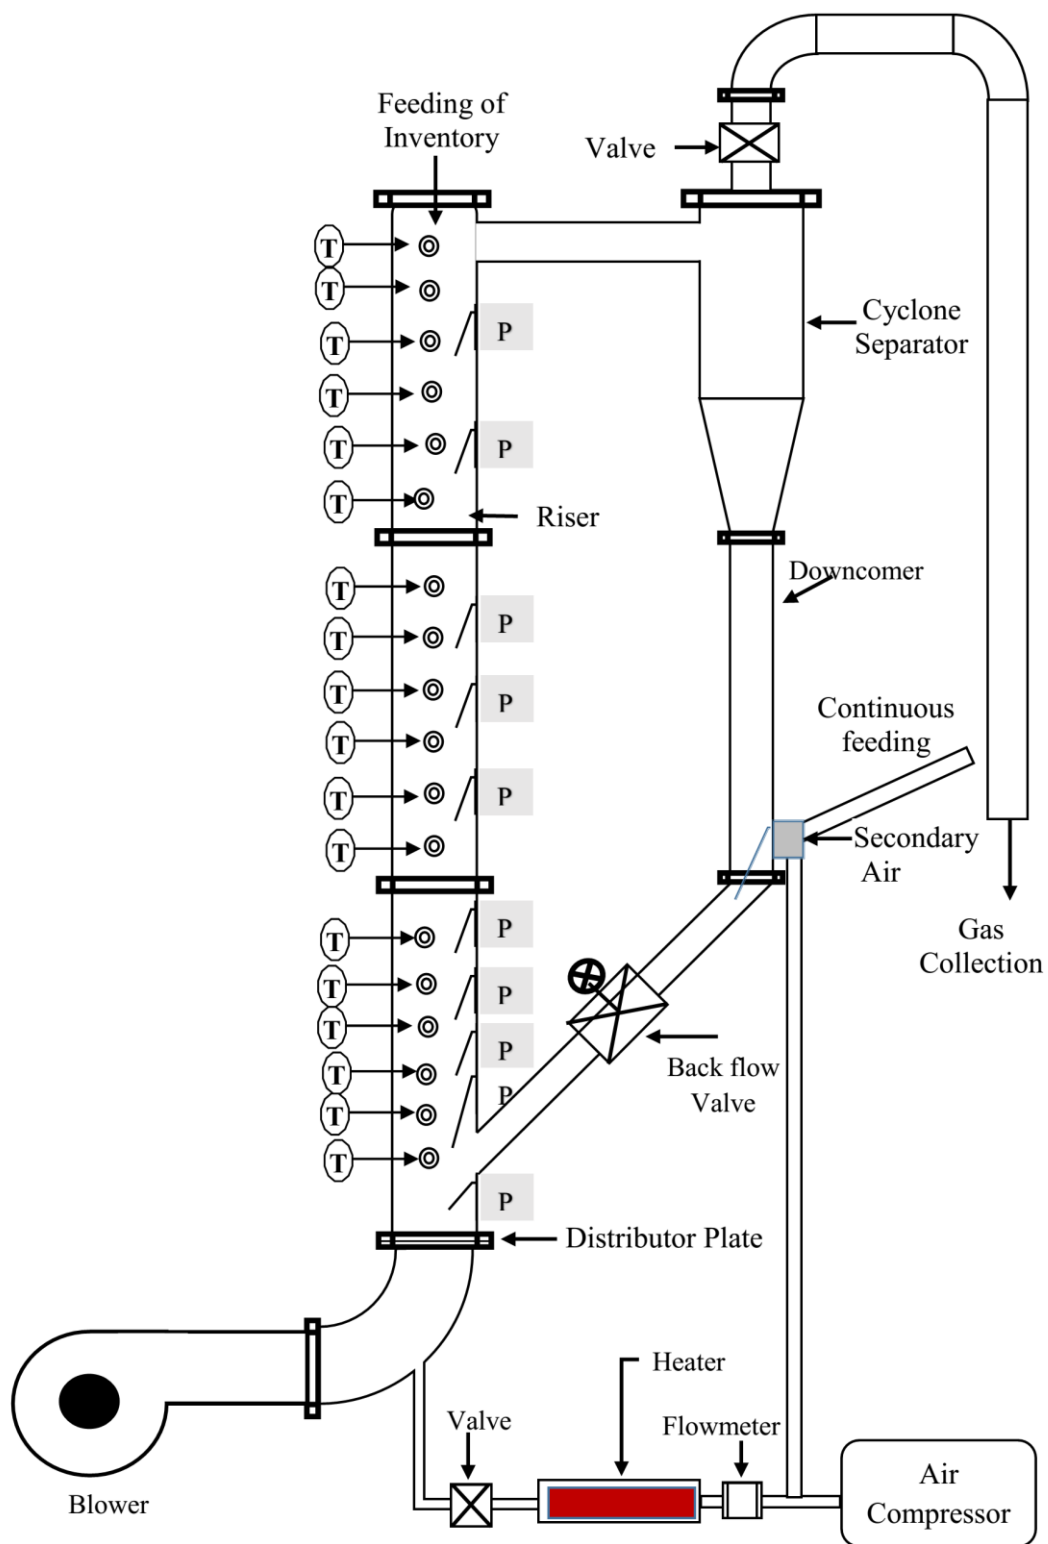 Feeding of
Inventory
Valve
T
T
P
Cyclone
Separator
T
T
P
T
T
Riser
T
Downcomer
P
T
T
P
Continuous
feeding
T
P
T
Secondary
Air
T
P
T
Gas
Collection
T
P
T
P
Back flow
Valve
T
P
T
T
P
Distributor Plate
Heater
Valve
Flowmeter
Air
Compressor
Blower